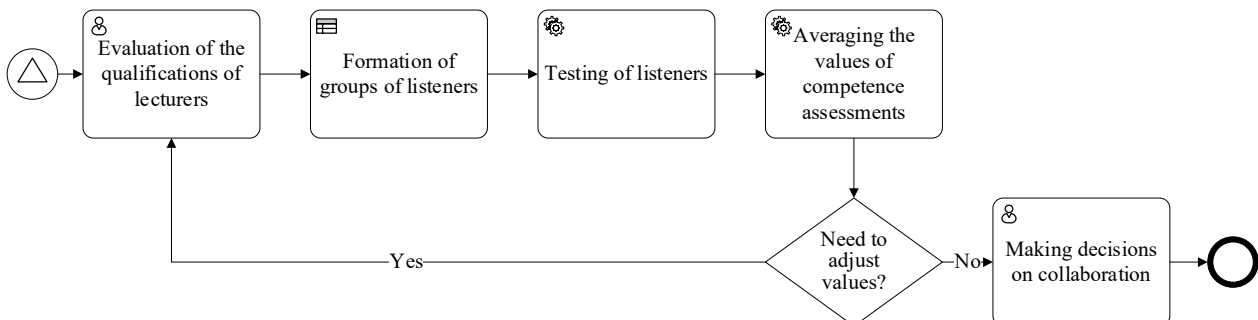 Evaluation of the
qualifications of
lecturers
Formation of
groups of listeners
Testing of listeners
Averaging the
values of
competence
assessments
Need to
adjust
values?
Yes
No
Making decisions
on collaboration